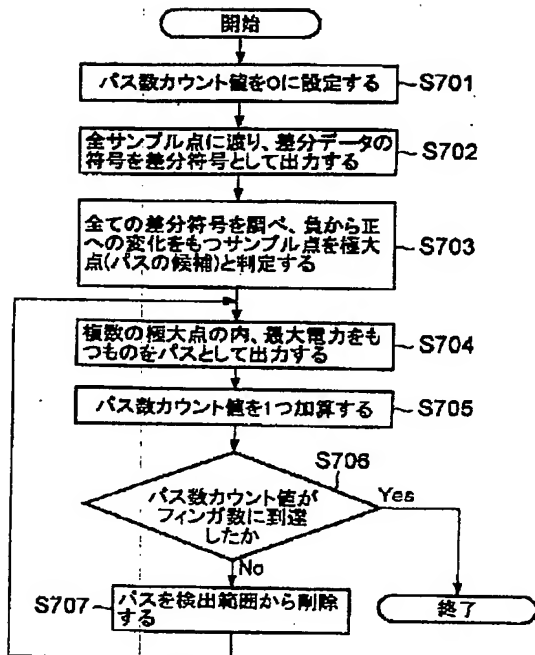 開始
パス数カウント値を0に設定する
S701
全サンプル点に渡り、差分データの
符号を差分符号として出力する
S702
全ての差分符号を調べ、負から正
への変化をもつサンプル点を極大
点(パスの候補)と判定する
S703
複数の極大点の内、最大電力をも
つものをパスとして出力する
S704
パス数カウント値を1つ加算する
S705
S706
パス数カウント値が
フィンガ数に到達
したか
Yes
No
S707
パスを検出範囲から削除
する
終了